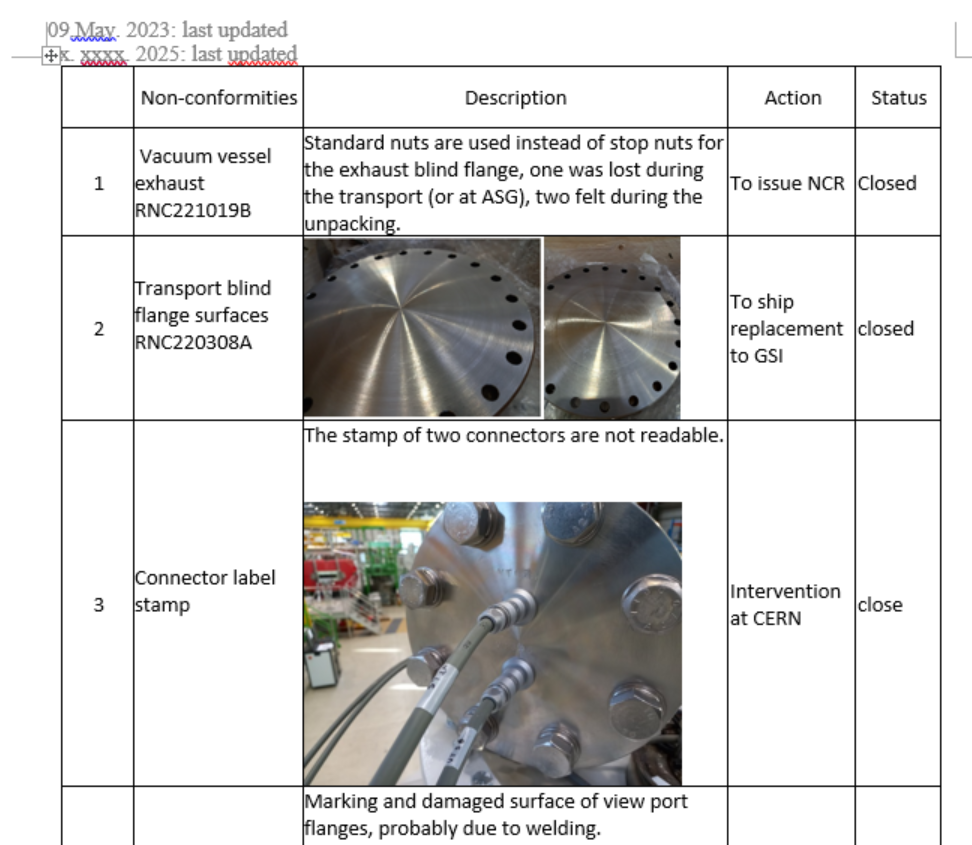 09 May. 2023: last updated
x. xxxx. 2025: last updated
Non-conformities
Description
Action
Status
1
Vacuum vessel
exhaust
RNC221019B
Standard nuts are used instead of stop nuts for
the exhaust blind flange, one was lost during
the transport (or at ASG), two felt during the
unpacking.
To issue NCR
Closed
2
Transport blind
flange surfaces
RNC220308A
To ship
replacement
to GSI
closed
3
Connector label
stamp
The stamp of two connectors are not readable.
Intervention
at CERN
close
Marking and damaged surface of view port
flanges, probably due to welding.